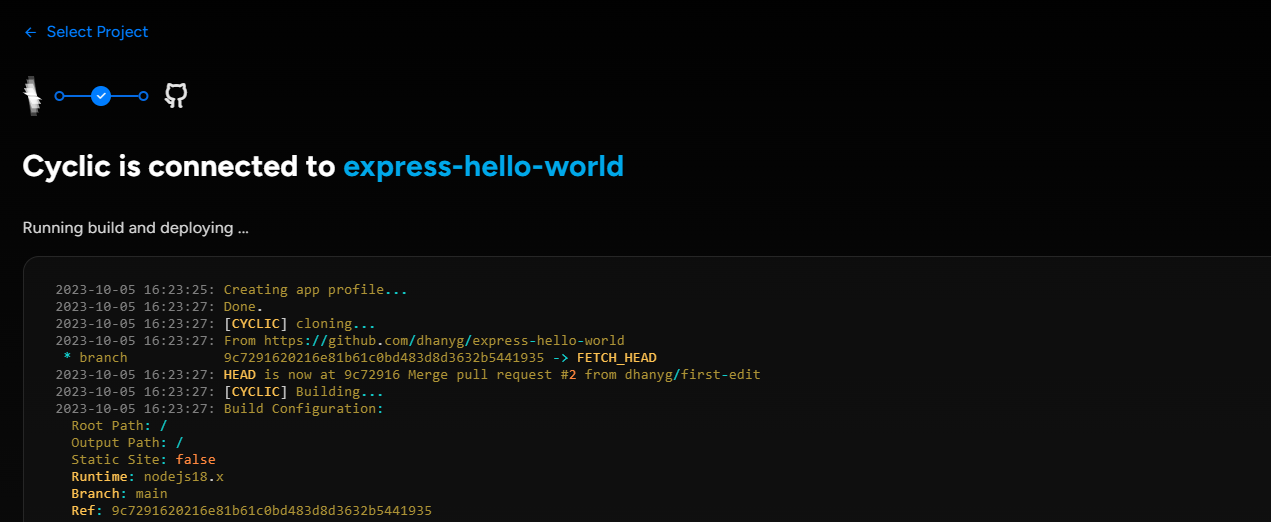 ← Select Project
Cyclic is connected to express-hello-world
Running build and deploying ...
2023-10-05 16:23:25: Creating app profile...
2023-10-05 16:23:27: Done.
2023-10-05 16:23:27: [CYCLIC] cloning...
2023-10-05 16:23:27: From https://github.com/dhanyg/express-hello-world
* branch 9c7291620216e81b61c0bd483d8d3632b5441935 -> FETCH_HEAD
2023-10-05 16:23:27: HEAD is now at 9c72916 Merge pull request #2 from dhanyg/first-edit
2023-10-05 16:23:27: [CYCLIC] Building...
2023-10-05 16:23:27: Build Configuration:
Root Path: /
Output Path: /
Static Site: false
Runtime: nodejs18.x
Branch: main
Ref: 9c7291620216e81b61c0bd483d8d3632b5441935